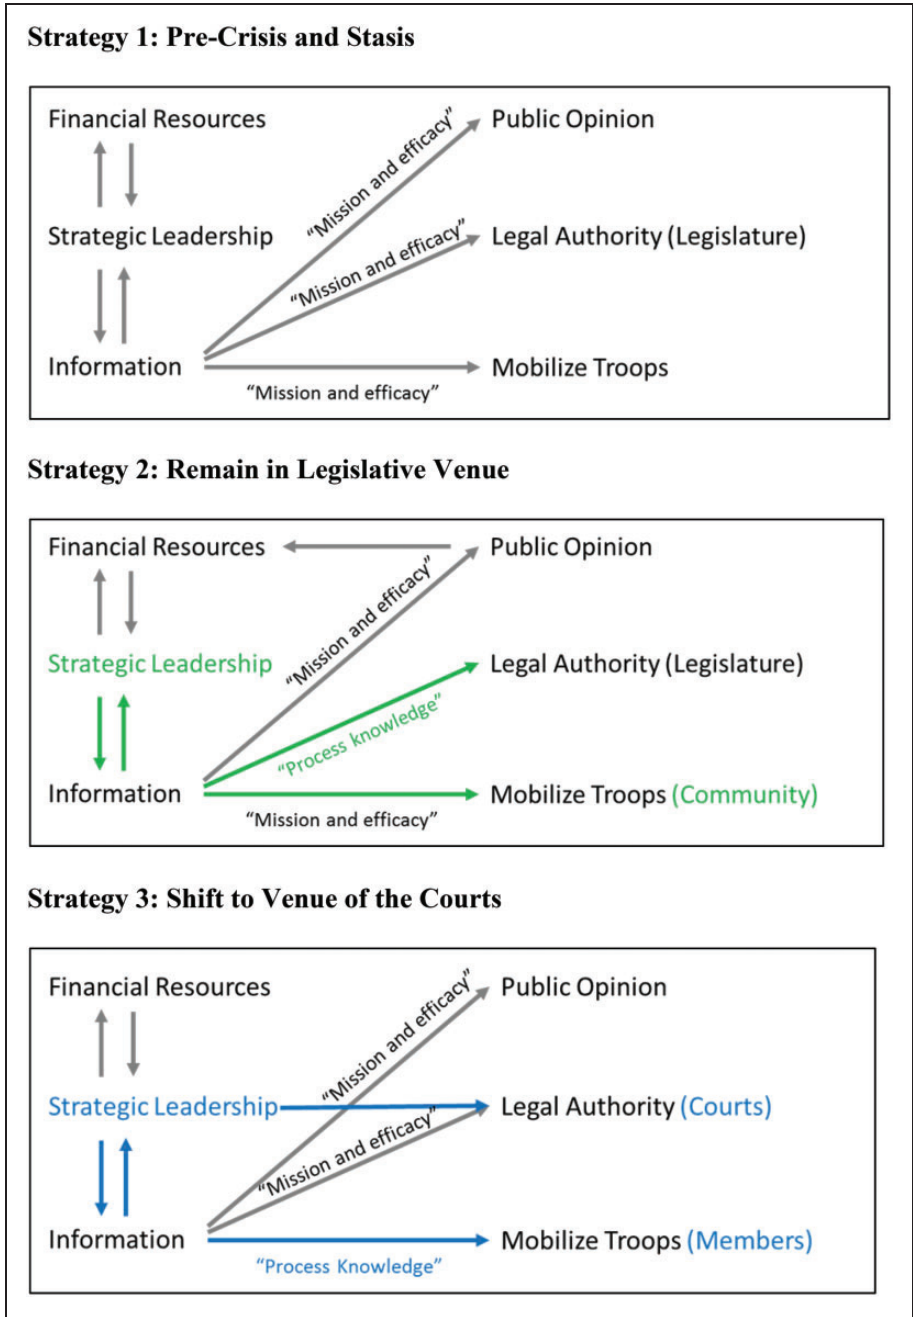 Strategy 1: Pre-Crisis and Stasis
Financial Resources
Public Opinion
“Mission and efficacy”
Strategic Leadership
Legal Authority (Legislature)
“Mission and efficacy”
Information
Mobilize Troops
“Mission and efficacy”
Strategy 2: Remain in Legislative Venue
Financial Resources
Public Opinion
“Mission and efficacy”
Strategic Leadership
Legal Authority (Legislature)
“Process knowledge”
Information
Mobilize Troops (Community)
“Mission and efficacy”
Strategy 3: Shift to Venue of the Courts
Financial Resources
Public Opinion
“Mission and efficacy”
Strategic Leadership
Legal Authority (Courts)
“Mission and efficacy”
Information
Mobilize Troops (Members)
“Process Knowledge”